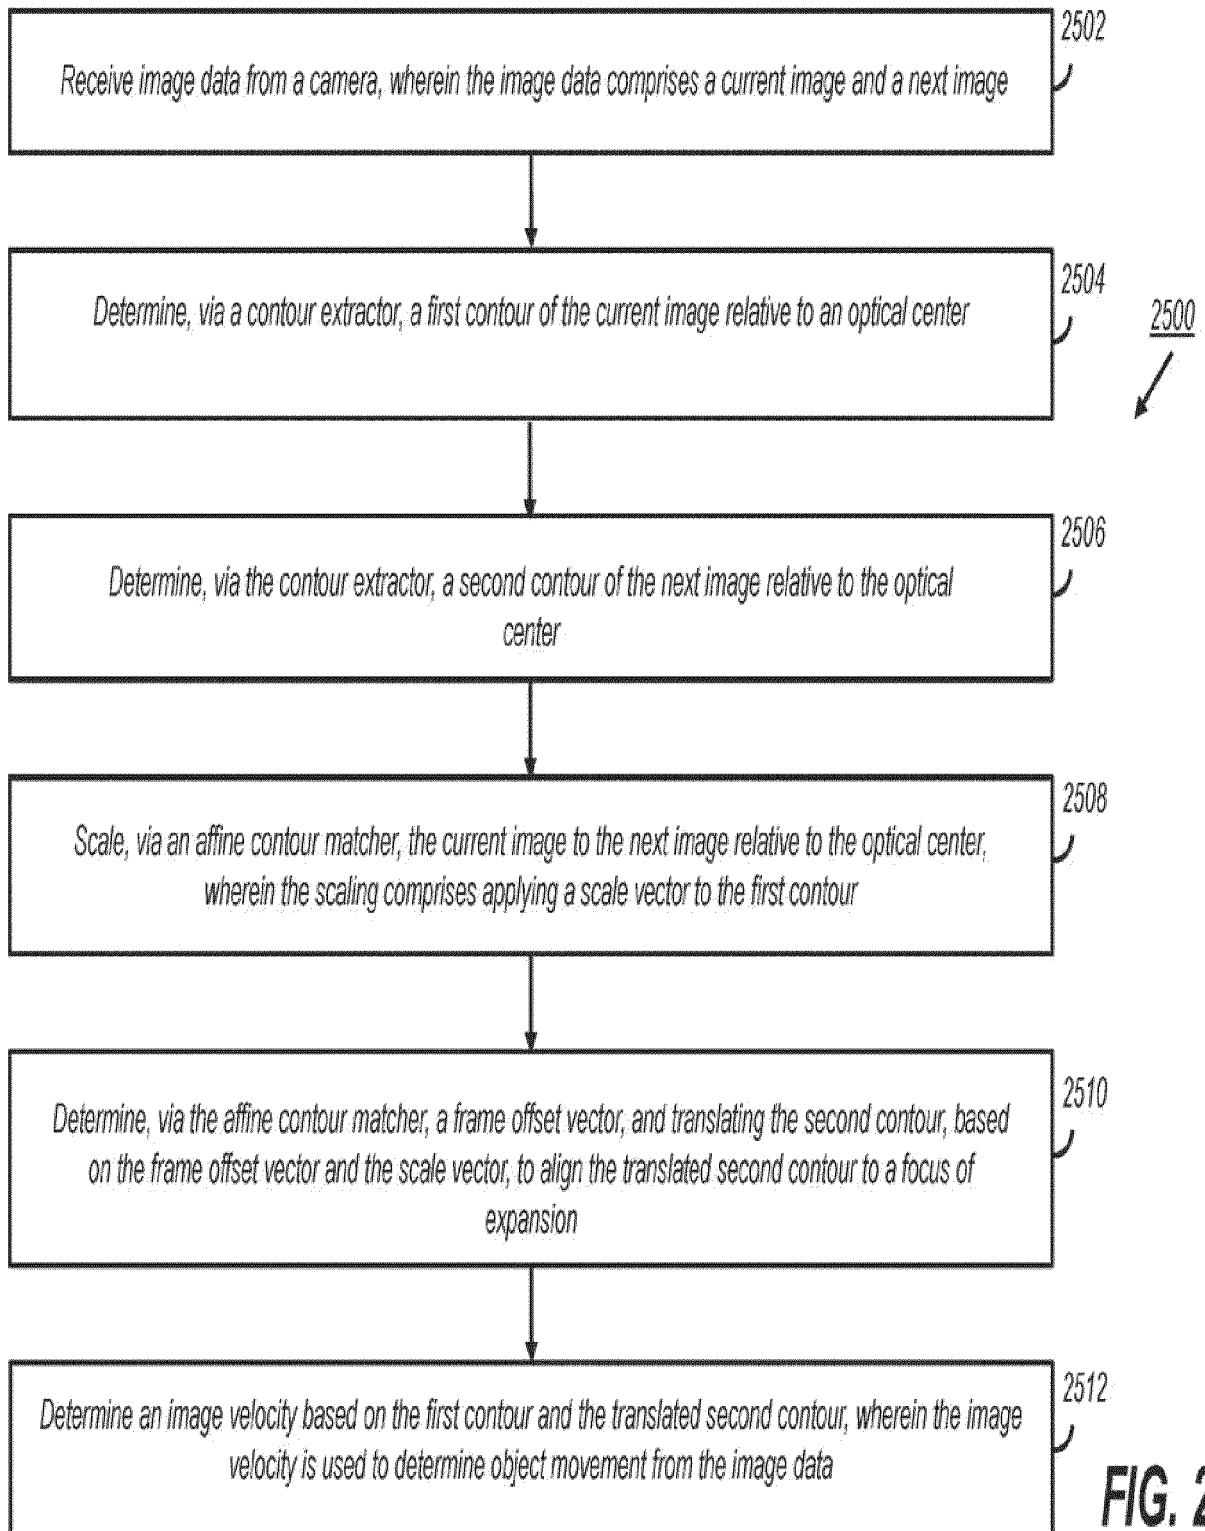 2502
Receive image data from a camera, wherein the image data comprises a current image and a next image
2504
Determine, via a contour extractor, a first contour of the current image relative to an optical center
2500
2506
Determine, via the contour extractor, a second contour of the next image relative to the optical
center
2508
Scale, via an affine contour matcher, the current image to the next image relative to the optical center,
wherein the scaling comprises applying a scale vector to the first contour
2510
Determine, via the affine contour matcher, a frame offset vector, and translating the second contour, based
on the frame offset vector and the scale vector, to align the translated second contour to a focus of
expansion
2512
Determine an image velocity based on the first contour and the translated second contour, wherein the image
velocity is used to determine object movement from the image data
FIG. 2